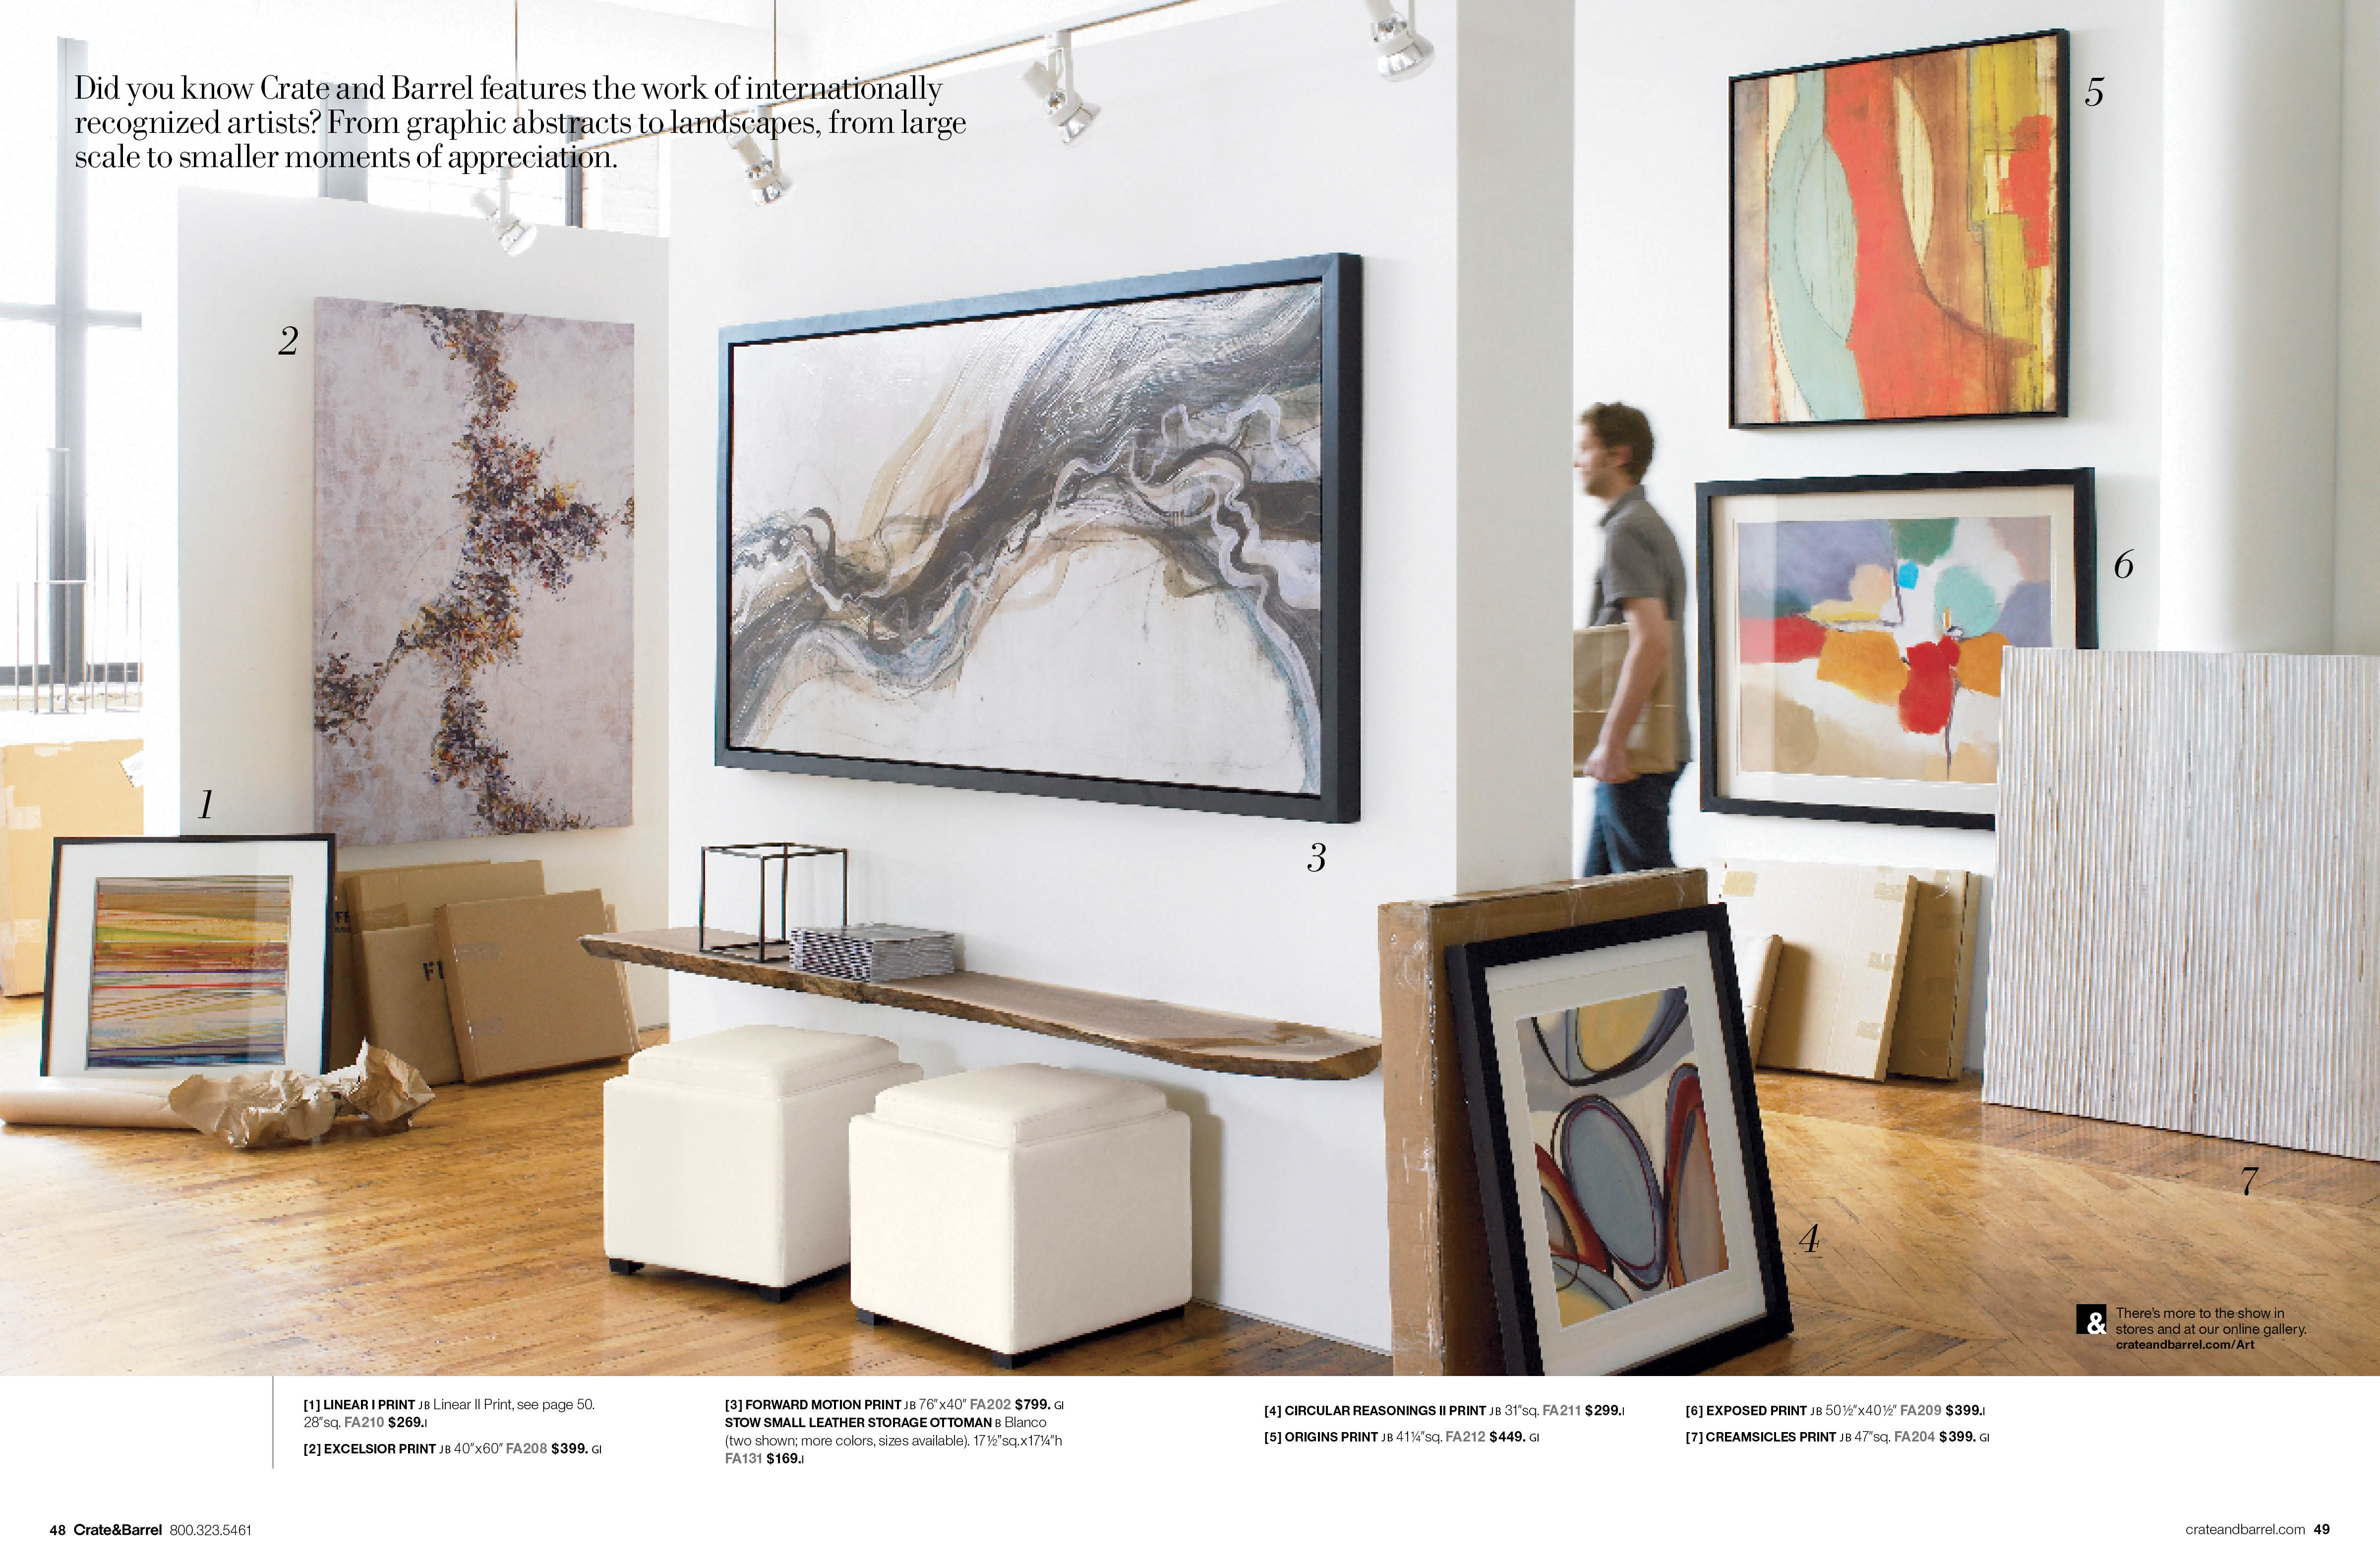 Did you know Crate and Barrel features the work of internationally
recognized artists? From graphic abstracts to landscapes, from large
scale to smaller moments of appreciation.
5
2
6
1
3
7
4
& There's more to the show in
stores and at our online gallery.
crateandbarrel.com/Art
[1] LINEAR I PRINT JB Linear II Print, see page 50.
28"sq. FA210 $269.I
[2] EXCELSIOR PRINT JB 40"x60" FA208 $399. GI
[3] FORWARD MOTION PRINT JB 76"x40" FA202 $799. GI
STOW SMALL LEATHER STORAGE OTTOMAN B Blanco
(two shown; more colors, sizes available). 17½"sq.x17¼"h
FA131 $169.I
[4] CIRCULAR REASONINGS II PRINT JB 31"sq. FA211 $299.I
[5] ORIGINS PRINT JB 41¼"sq. FA212 $449. GI
[6] EXPOSED PRINT JB 50½"x40½" FA209 $399.I
[7] CREAMSICLES PRINT JB 47"sq. FA204 $399. GI
48 Crate&Barrel 800.323.5461
crateandbarrel.com 49